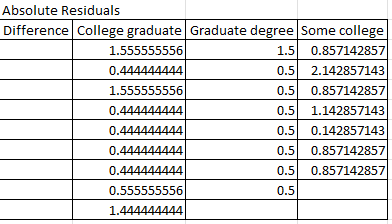 Absolute Residuals
Difference College graduate Graduate degree Some college
1.555555556 1.5 0.857142857
0.444444444 0.5 2.142857143
1.555555556 0.5 0.857142857
0.444444444 0.5 1.142857143
0.444444444 0.5 0.142857143
0.444444444 0.5 0.857142857
0.444444444 0.5 0.857142857
0.555555556 0.5
1.444444444